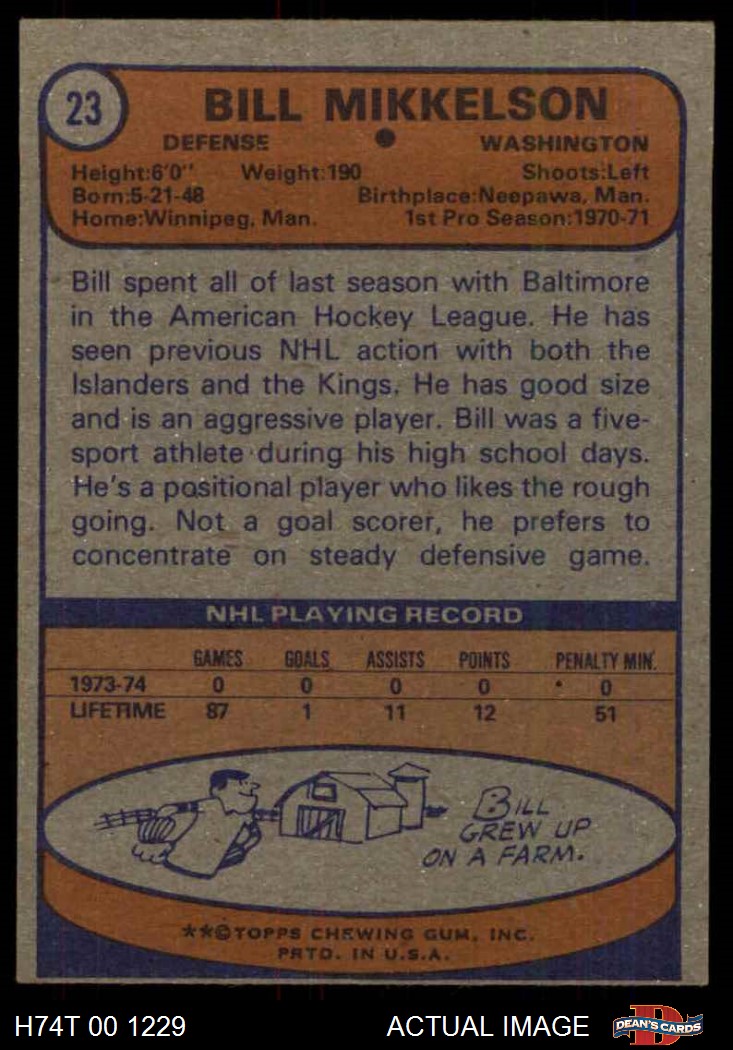 23
BILL MIKKELSON
DEFENSE WASHINGTON
Height:6'0" Weight:190 Shoots:Left
Born:5-21-48 Birthplace:Neepawa, Man.
Home:Winnipeg, Man. 1st Pro Season:1970-71
Bill spent all of last season with Baltimore
in the American Hockey League. He has
seen previous NHL action with both the
Islanders and the Kings. He has good size
and is an aggressive player. Bill was a five-
sport athlete during his high school days.
He's a positional player who likes the rough
going. Not a goal scorer, he prefers to
concentrate on steady defensive game.
NHL PLAYING RECORD
GAMES GOALS ASSISTS POINTS PENALTY MIN.
1973-74 0 0 0 0 0
LIFETIME 87 1 11 12 51
BILL
GREW UP
ON A FARM.
**©TOPPS CHEWING GUM, INC.
PRTD. IN U.S.A.
H74T 00 1229 ACTUAL IMAGE D DEAN'S CARDS